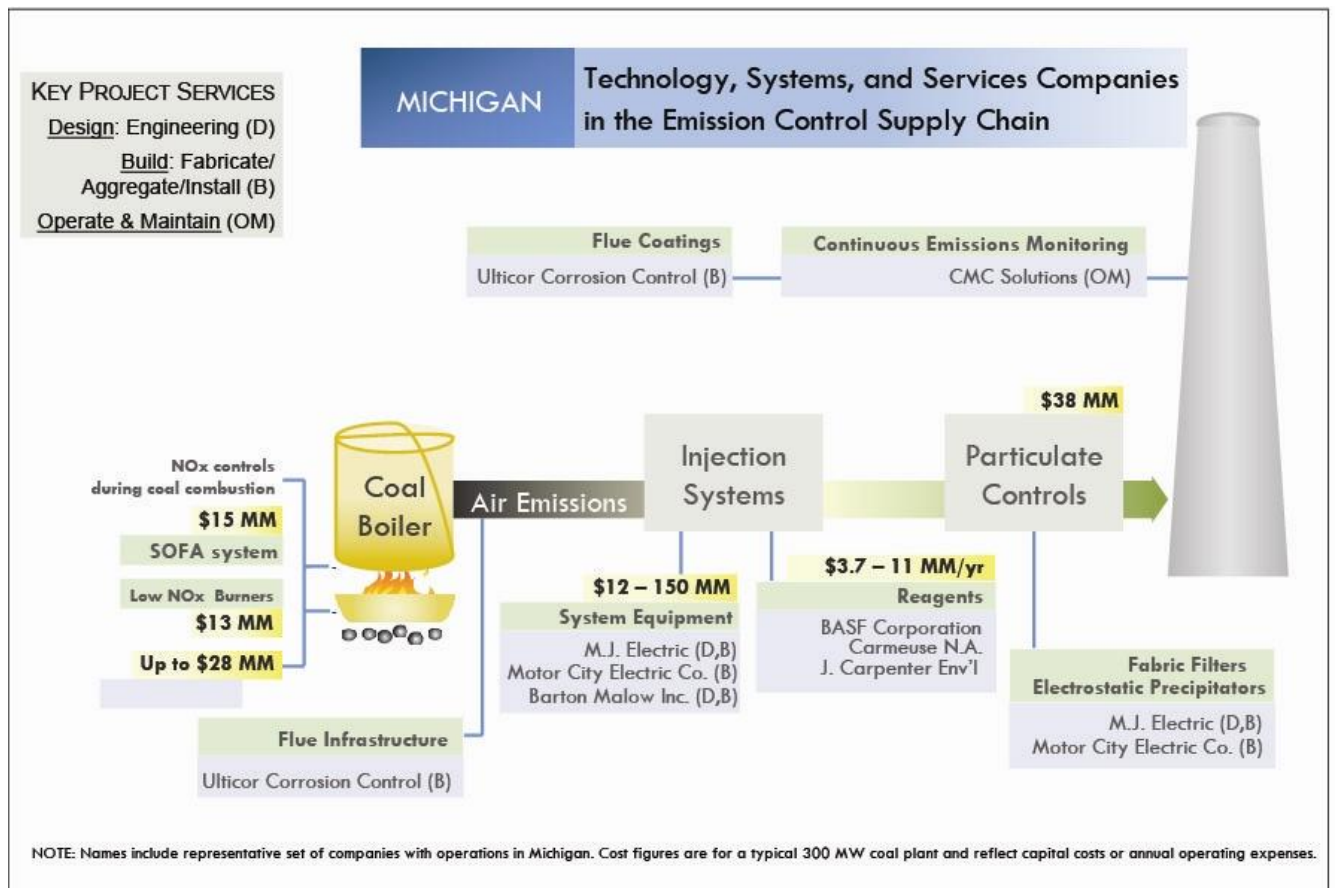 KEY PROJECT SERVICES
Design: Engineering (D)
Build: Fabricate/
Aggregate/Install (B)
Operate & Maintain (OM)
MICHIGAN
Technology, Systems, and Services Companies
in the Emission Control Supply Chain
Flue Coatings
Ulticor Corrosion Control (B)
Continuous Emissions Monitoring
CMC Solutions (OM)
NOx controls
during coal combustion
$15 MM
SOFA system
Low NOx Burners
$13 MM
Up to $28 MM
Coal
Boiler
Air Emissions
Injection
Systems
$38 MM
Particulate
Controls
Flue Infrastructure
Ulticor Corrosion Control (B)
$12 – 150 MM
System Equipment
M.J. Electric (D,B)
Motor City Electric Co. (B)
Barton Malow Inc. (D,B)
$3.7 – 11 MM/yr
Reagents
BASF Corporation
Carmeuse N.A.
J. Carpenter Env'l
Fabric Filters
Electrostatic Precipitators
M.J. Electric (D,B)
Motor City Electric Co. (B)
NOTE: Names include representative set of companies with operations in Michigan. Cost figures are for a typical 300 MW coal plant and reflect capital costs or annual operating expenses.